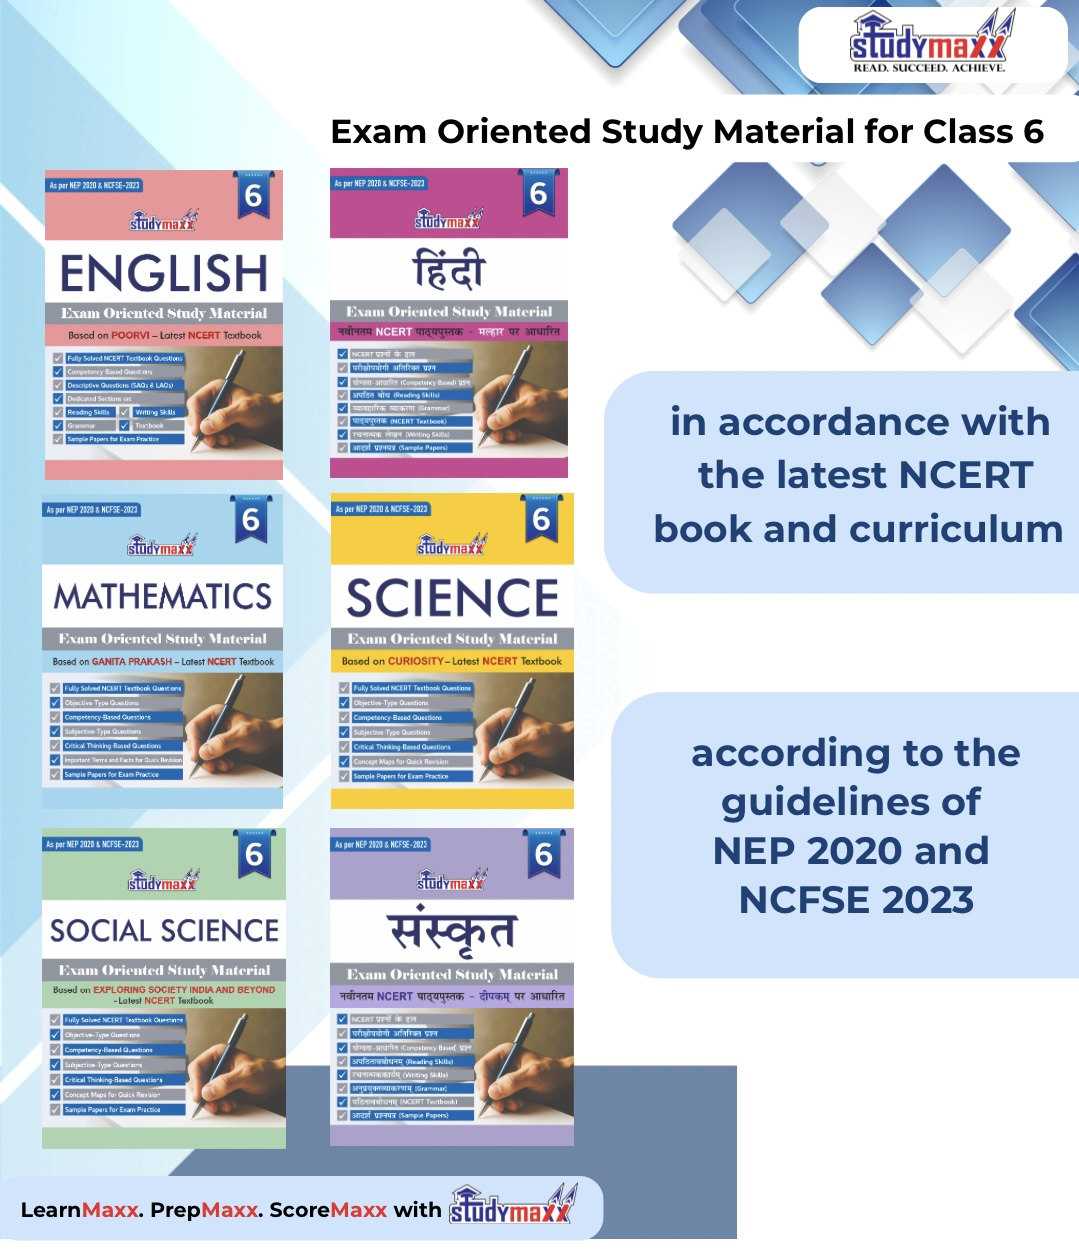 studymaxx
READ. SUCCEED. ACHIEVE.
Exam Oriented Study Material for Class 6
As per NEP 2020 & NCFSE-2023
6
studymaxx
ENGLISH
Exam Oriented Study Material
Based on POORVI – Latest NCERT Textbook
Fully Solved NCERT Textbook Questions
Competency Based Questions
Descriptive Questions (SAQs & LAQs)
Dedicated Sections on:
Reading Skills Writing Skills
Grammar Textbook
Sample Papers for Exam Practice
As per NEP 2020 & NCFSE-2023
6
studymaxx
हिंदी
Exam Oriented Study Material
नवीनतम NCERT पाठ्यपुस्तक - मल्हार पर आधारित
NCERT प्रश्नों के हल
परीक्षोपयोगी अतिरिक्त प्रश्न
योग्यता-आधारित (Competency-Based) प्रश्न
अपठित बोध (Reading Skills)
व्यावहारिक व्याकरण (Grammar)
पाठ्यपुस्तक (NCERT Textbook)
रचनात्मक लेखन (Writing Skills)
आदर्श प्रश्नपत्र (Sample Papers)
in accordance with
the latest NCERT
book and curriculum
As per NEP 2020 & NCFSE-2023
6
studymaxx
MATHEMATICS
Exam Oriented Study Material
Based on GANITA PRAKASH – Latest NCERT Textbook
Fully Solved NCERT Textbook Questions
Objective-Type Questions
Competency-Based Questions
Subjective-Type Questions
Critical Thinking-Based Questions
Important Terms and Facts for Quick Revision
Sample Papers for Exam Practice
As per NEP 2020 & NCFSE-2023
6
studymaxx
SCIENCE
Exam Oriented Study Material
Based on CURIOSITY – Latest NCERT Textbook
Fully Solved NCERT Textbook Questions
Objective-Type Questions
Competency-Based Questions
Subjective-Type Questions
Critical Thinking-Based Questions
Concept Maps for Quick Revision
Sample Papers for Exam Practice
according to the
guidelines of
NEP 2020 and
NCFSE 2023
As per NEP 2020 & NCFSE-2023
6
studymaxx
SOCIAL SCIENCE
Exam Oriented Study Material
Based on EXPLORING SOCIETY INDIA AND BEYOND
- Latest NCERT Textbook
Fully Solved NCERT Textbook Questions
Objective-Type Questions
Competency-Based Questions
Subjective-Type Questions
Critical Thinking-Based Questions
Concept Maps for Quick Revision
Sample Papers for Exam Practice
As per NEP 2020 & NCFSE-2023
6
studymaxx
संस्कृत
Exam Oriented Study Material
नवीनतम NCERT पाठ्यपुस्तक - दीपकम् पर आधारित
NCERT प्रश्नों के हल
परीक्षोपयोगी अतिरिक्त प्रश्न
योग्यता-आधारित (Competency-Based) प्रश्न
अपठितावबोधनम् (Reading Skills)
रचनात्मककार्यम् (Writing Skills)
अनुप्रयुक्तव्याकरणम् (Grammar)
पठितावबोधनम् (NCERT Textbook)
आदर्श प्रश्नपत्र (Sample Papers)
LearnMaxx. PrepMaxx. ScoreMaxx with studymaxx